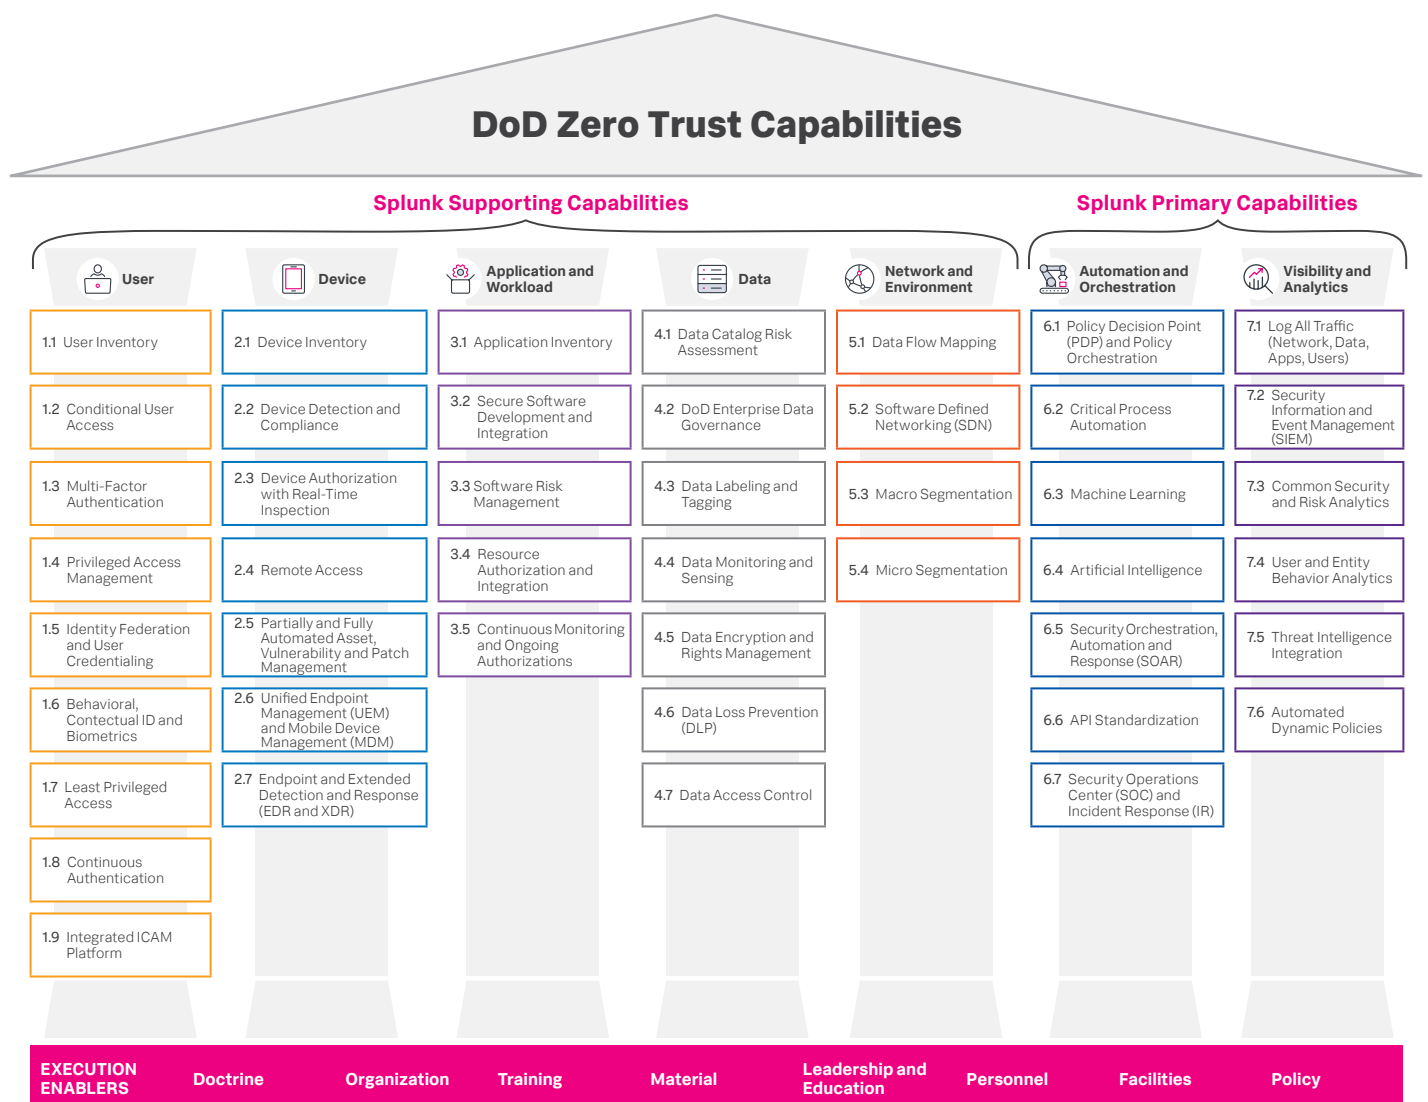 DoD Zero Trust Capabilities
Splunk Supporting Capabilities
Splunk Primary Capabilities
User
1.1 User Inventory
1.2 Conditional User
Access
1.3 Multi-Factor
Authentication
1.4 Privileged Access
Management
1.5 Identity Federation
and User
Credentialing
1.6 Behavioral,
Contectual ID and
Biometrics
1.7 Least Privileged
Access
1.8 Continuous
Authentication
1.9 Integrated ICAM
Platform
Device
2.1 Device Inventory
2.2 Device Detection and
Compliance
2.3 Device Authorization
with Real-Time
Inspection
2.4 Remote Access
2.5 Partially and Fully
Automated Asset,
Vulnerability and Patch
Management
2.6 Unified Endpoint
Management (UEM)
and Mobile Device
Management (MDM)
2.7 Endpoint and Extended
Detection and Response
(EDR and XDR)
Application and
Workload
3.1 Application Inventory
3.2 Secure Software
Development and
Integration
3.3 Software Risk
Management
3.4 Resource
Authorization and
Integration
3.5 Continuous Monitoring
and Ongoing
Authorizations
Data
4.1 Data Catalog Risk
Assessment
4.2 DoD Enterprise Data
Governance
4.3 Data Labeling and
Tagging
4.4 Data Monitoring and
Sensing
4.5 Data Encryption and
Rights Management
4.6 Data Loss Prevention
(DLP)
4.7 Data Access Control
Network and
Environment
5.1 Data Flow Mapping
5.2 Software Defined
Networking (SDN)
5.3 Macro Segmentation
5.4 Micro Segmentation
Automation and
Orchestration
6.1 Policy Decision Point
(PDP) and Policy
Orchestration
6.2 Critical Process
Automation
6.3 Machine Learning
6.4 Artificial Intelligence
6.5 Security Orchestration,
Automation and
Response (SOAR)
6.6 API Standardization
6.7 Security Operations
Center (SOC) and
Incident Response (IR)
Visibility and
Analytics
7.1 Log All Traffic
(Network, Data,
Apps, Users)
7.2 Security
Information and
Event Management
(SIEM)
7.3 Common Security
and Risk Analytics
7.4 User and Entity
Behavior Analytics
7.5 Threat Intelligence
Integration
7.6 Automated
Dynamic Policies
EXECUTION
ENABLERS
Doctrine
Organization
Training
Material
Leadership and
Education
Personnel
Facilities
Policy